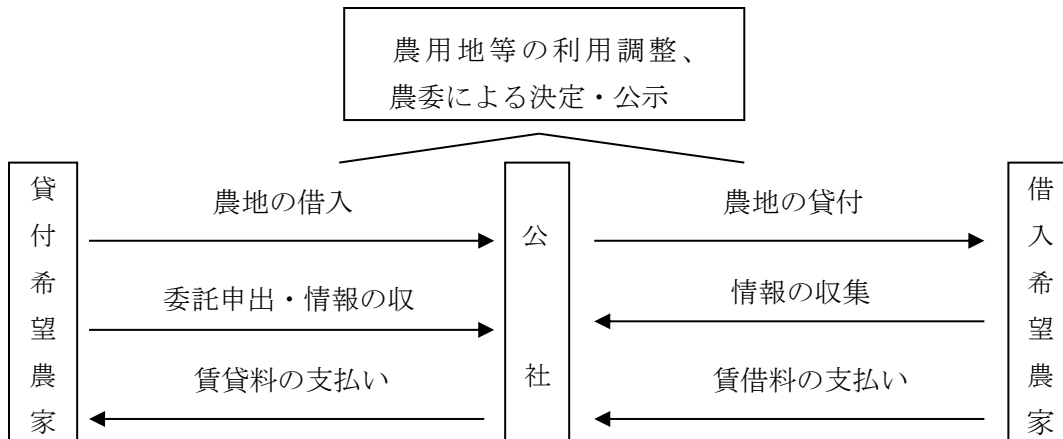 農用地等の利用調整、
農委による決定・公示
貸付希望農家
農地の借入
委託申出・情報の収
賃貸料の支払い
公社
農地の貸付
情報の収集
賃借料の支払い
借入希望農家